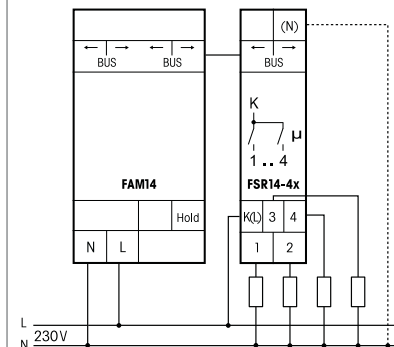 (N)
BUS BUS BUS
K
µ
1 .. 4
FAM14 FSR14-4x
Hold K(L) 3 4
N L 1 2
L
230V
N